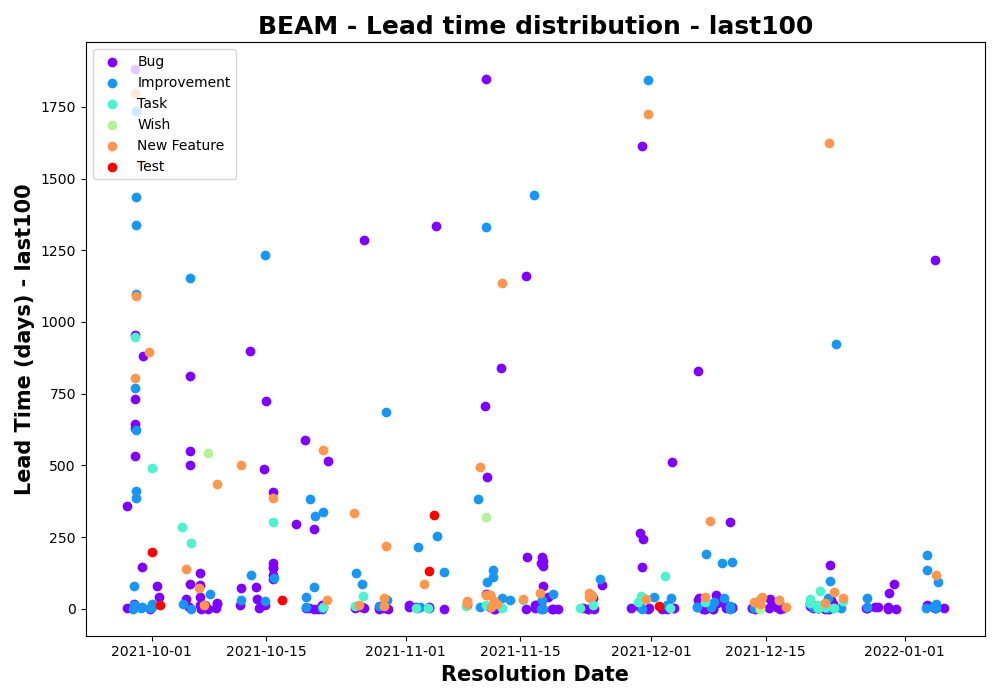 BEAM - Lead time distribution - last100
Bug
Improvement
Task
Wish
New Feature
Test
Lead Time (days) - last100
1750
1500
1250
1000
750
500
250
0
2021-10-01 2021-10-15 2021-11-01 2021-11-15 2021-12-01 2021-12-15 2022-01-01
Resolution Date